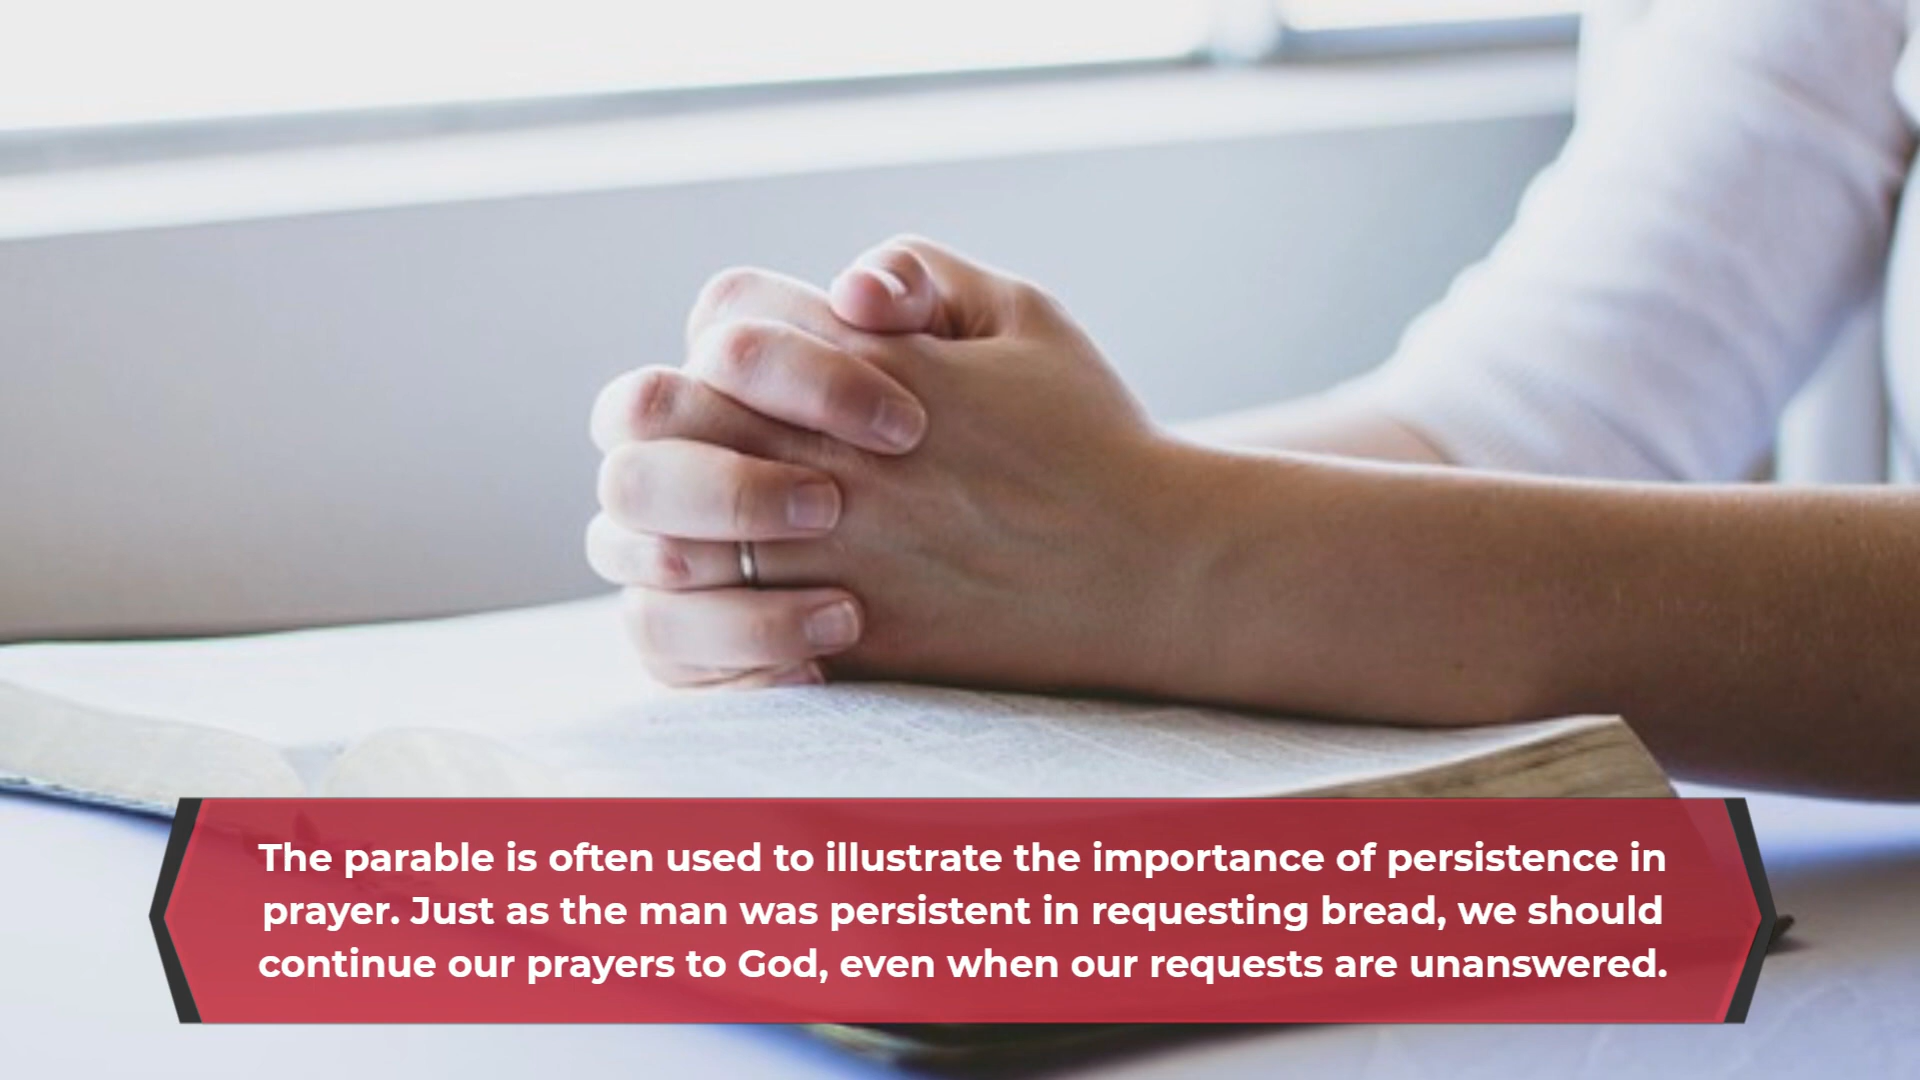 The parable is often used to illustrate the importance of persistence in
prayer. Just as the man was persistent in requesting bread, we should
continue our prayers to God, even when our requests are unanswered.